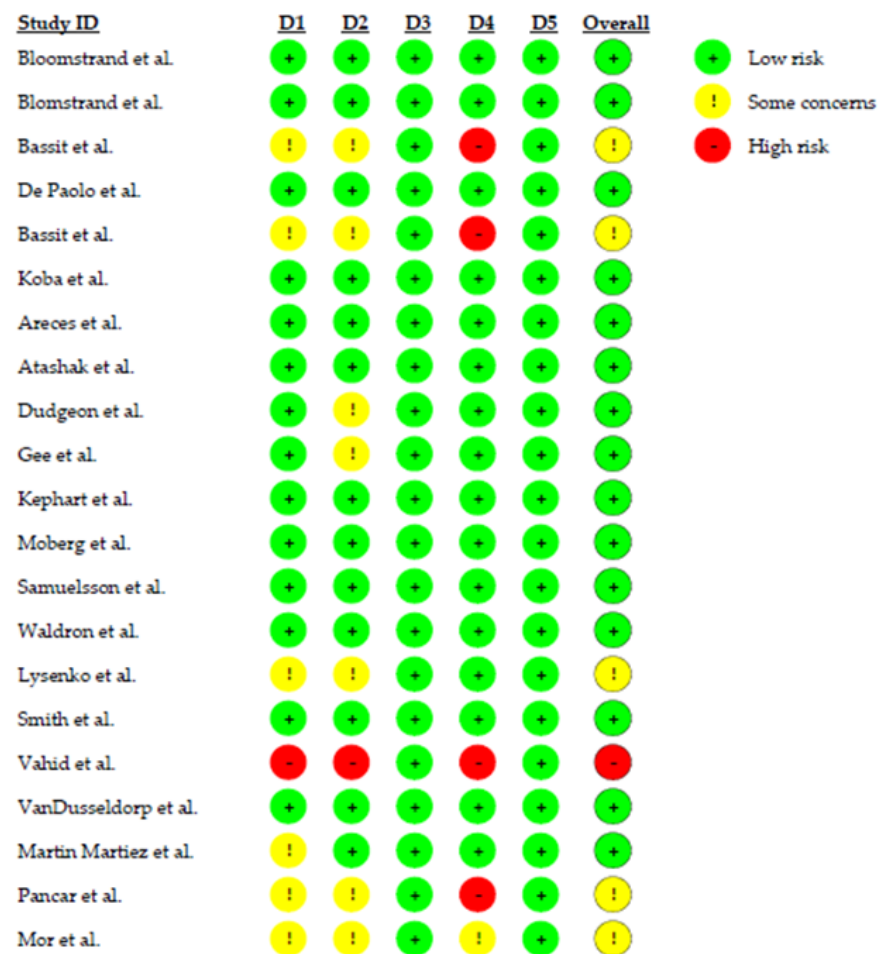 Study ID D1 D2 D3 D4 D5 Overall
Bloomstrand et al. + + + + + + + Low risk
Blomstrand et al. + + + + + + ! Some concerns
Bassit et al. ! ! + - + ! - High risk
De Paolo et al. + + + + + +
Bassit et al. ! ! + - + !
Koba et al. + + + + + +
Areces et al. + + + + + +
Atashak et al. + + + + + +
Dudgeon et al. + ! + + + +
Gee et al. + ! + + + +
Kephart et al. + + + + + +
Moberg et al. + + + + + +
Samuelsson et al. + + + + + +
Waldron et al. + + + + + +
Lysenko et al. ! ! + + + !
Smith et al. + + + + + +
Vahid et al. - - + - + -
VanDusseldorp et al. + + + + + +
Martin Martiez et al. ! + + + + +
Pancar et al. ! ! + - + !
Mor et al. ! ! + ! + !